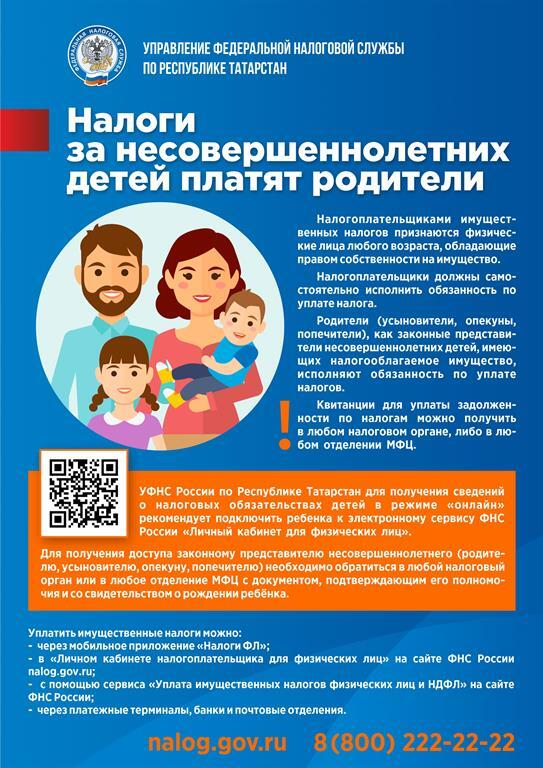 ФЕДЕРАЛЬНАЯ НАЛОГОВАЯ СЛУЖБА
УПРАВЛЕНИЕ ФЕДЕРАЛЬНОЙ НАЛОГОВОЙ СЛУЖБЫ
ПО РЕСПУБЛИКЕ ТАТАРСТАН
Налоги
за несовершеннолетних
детей платят родители
Налогоплательщиками имущест-
венных налогов признаются физичес-
кие лица любого возраста, обладающие
правом собственности на имущество.
Налогоплательщики должны само-
стоятельно исполнить обязанность по
уплате налога.
Родители (усыновители, опекуны,
попечители), как законные представи-
тели несовершеннолетних детей, имею-
щих налогооблагаемое имущество,
исполняют обязанность по уплате
налогов.
!
Квитанции для уплаты задолжен-
ности по налогам можно получить
в любом налоговом органе, либо в лю-
бом отделении МФЦ.
УФНС России по Республике Татарстан для получения сведений
о налоговых обязательствах детей в режиме «онлайн»
рекомендует подключить ребенка к электронному сервису ФНС
России «Личный кабинет для физических лиц».
Для получения доступа законному представителю несовершеннолетнего (родите-
лю, усыновителю, опекуну, попечителю) необходимо обратиться в любой налоговый
орган или в любое отделение МФЦ с документом, подтверждающим его полномо-
чия и со свидетельством о рождении ребёнка.
Уплатить имущественные налоги можно:
- через мобильное приложение «Налоги ФЛ»;
- в «Личном кабинете налогоплательщика для физических лиц» на сайте ФНС России
nalog.gov.ru;
- с помощью сервиса «Уплата имущественных налогов физических лиц и НДФЛ» на сайте
ФНС России;
- через платежные терминалы, банки и почтовые отделения.
nalog.gov.ru 8(800) 222-22-22